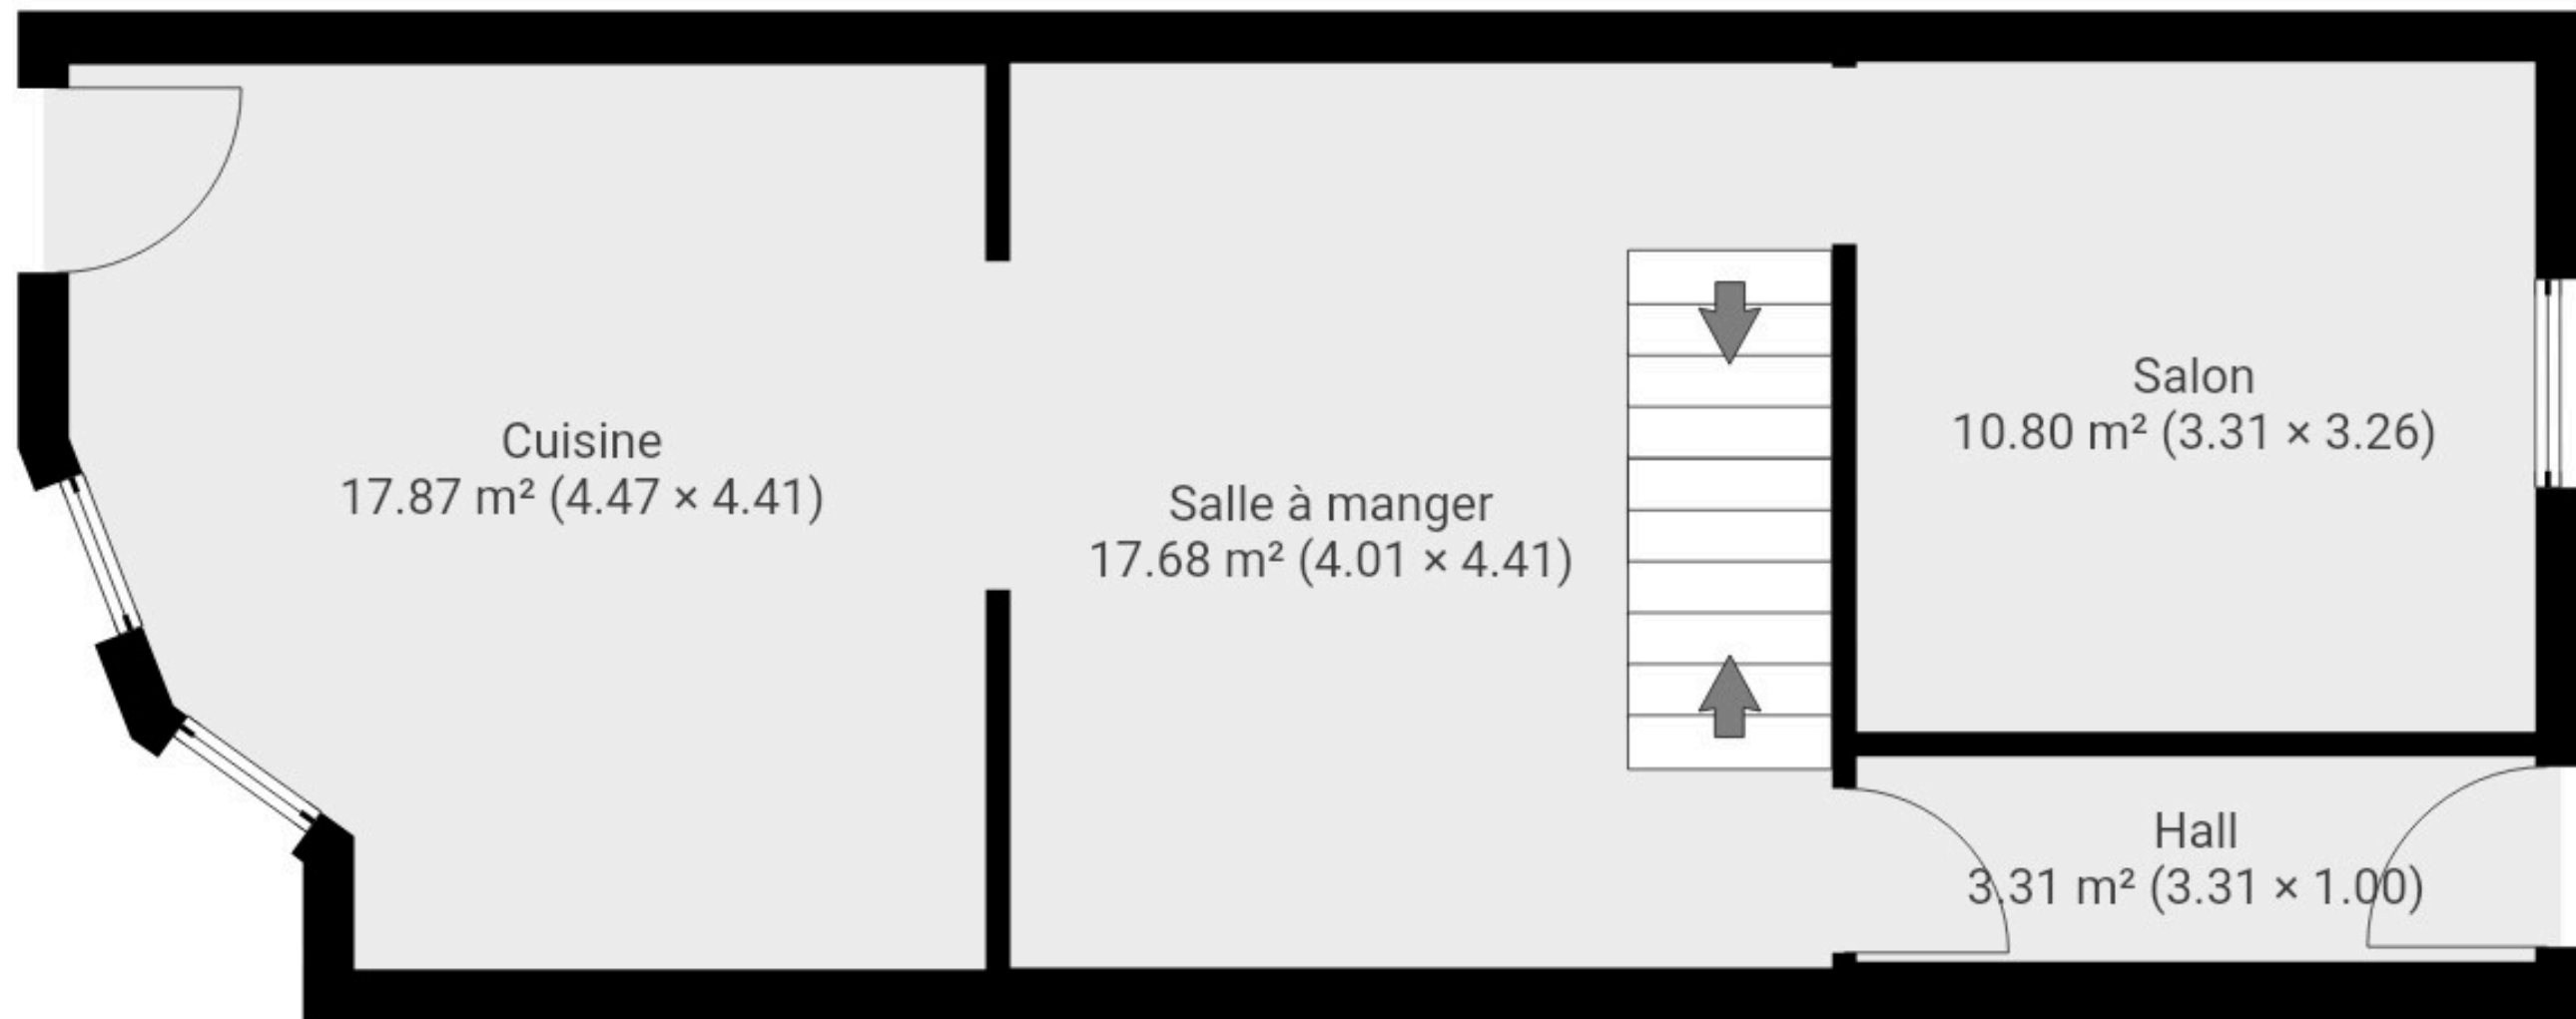 Cuisine
17.87 m² (4.47 × 4.41)
Salle à manger
17.68 m² (4.01 × 4.41)
Salon
10.80 m² (3.31 × 3.26)
Hall
3.31 m² (3.31 × 1.00)